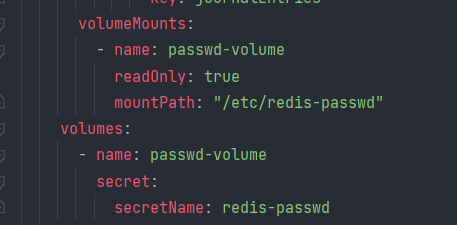 key: journalEntries
volumeMounts:
- name: passwd-volume
readOnly: true
mountPath: "/etc/redis-passwd"
volumes:
- name: passwd-volume
secret:
secretName: redis-passwd